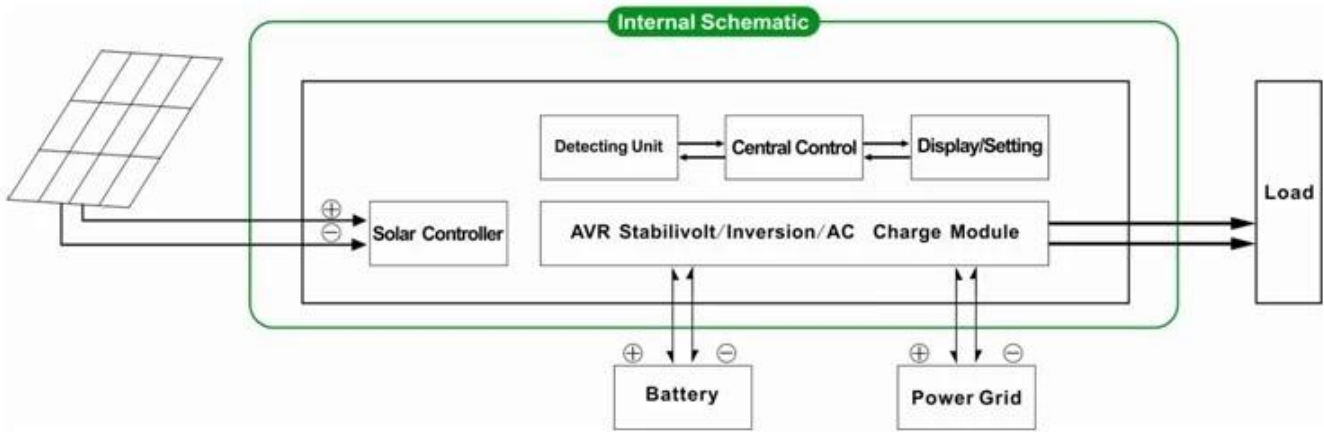 Internal Schematic
Detecting Unit
Central Control
Display/Setting
Load
⊕
⊖
Solar Controller
AVR Stabilivolt/Inversion/AC Charge Module
⊕ ⊖
Battery
⊕ ⊖
Power Grid